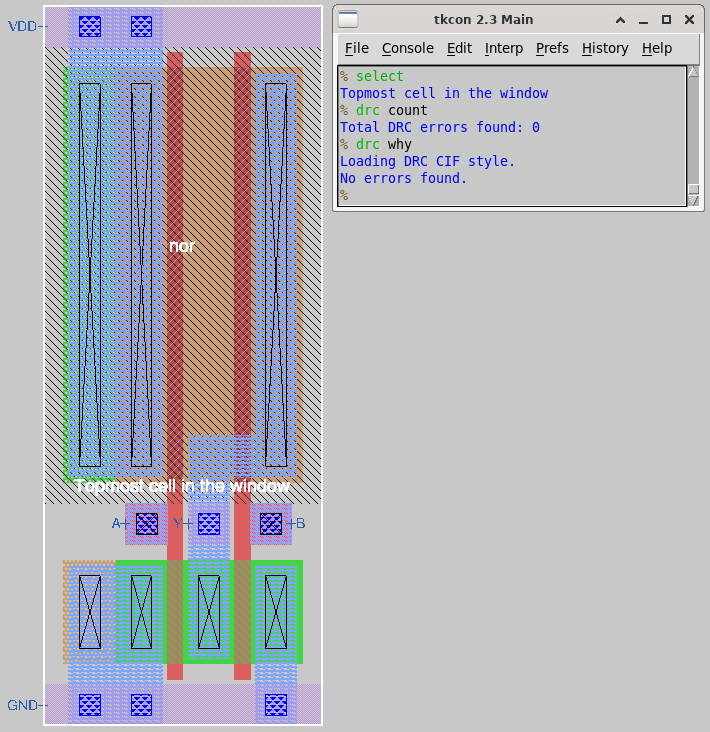 VDD
nor
Topmost cell in the window
A
Y
B
GND
tkcon 2.3 Main
File Console Edit Interp Prefs History Help
% select
Topmost cell in the window
% drc count
Total DRC errors found: 0
% drc why
Loading DRC CIF style.
No errors found.
%